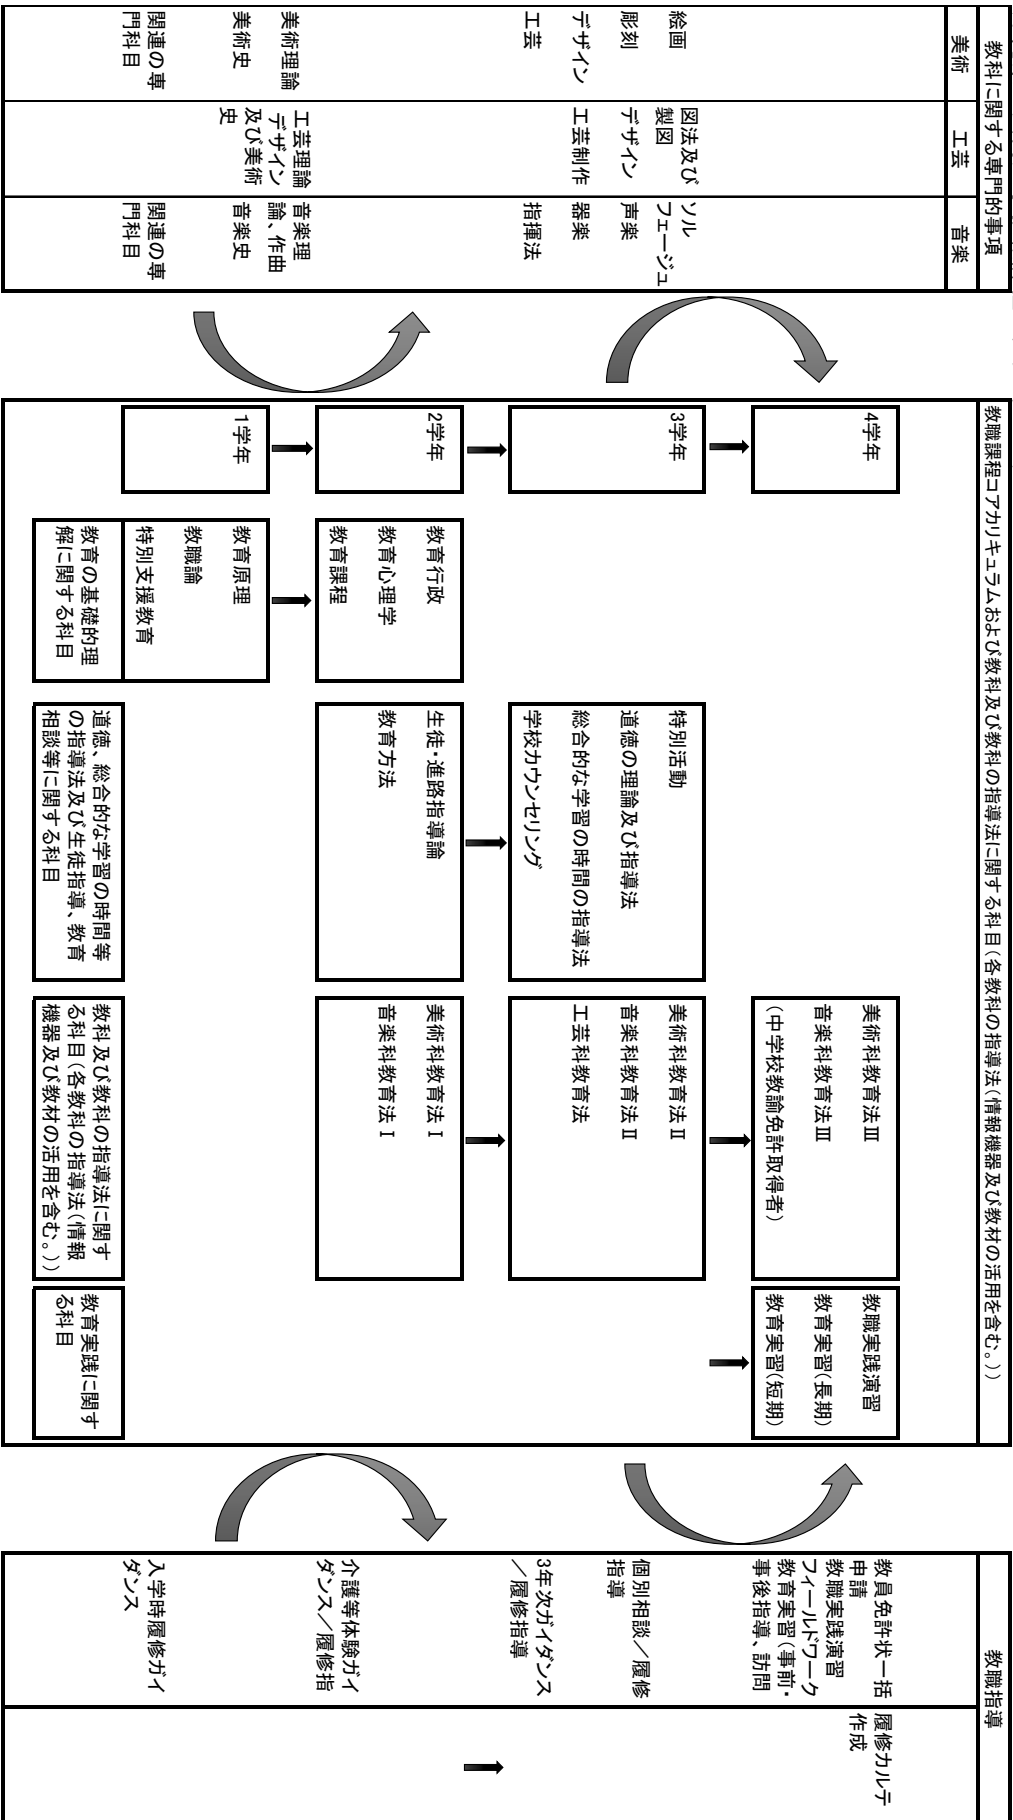 教科に関する専門的事項
美術
工芸
音楽
絵画
彫刻
デザイン
工芸
美術理論
美術史
関連の専
門科目
図法及び
製図
デザイン
工芸制作
工芸理論
デザイン
及び美術
史
ソル
フェージュ
声楽
器楽
指揮法
音楽理
論、作曲
音楽史
関連の専
門科目
教職課程コアカリキュラムおよび教科及び教科の指導法に関する科目(各教科の指導法(情報機器及び教材の活用を含む。))
4学年
3学年
2学年
1学年
教育行政
教育心理学
教育課程
教育原理
教職論
特別支援教育
教育の基礎的理
解に関する科目
特別活動
道徳の理論及び指導法
総合的な学習の時間の指導法
学校カウンセリング
生徒・進路指導論
教育方法
道徳、総合的な学習の時間等
の指導法及び生徒指導、教育
相談等に関する科目
美術科教育法Ⅲ
音楽科教育法Ⅲ
(中学校教諭免許取得者)
美術科教育法Ⅱ
音楽科教育法Ⅱ
工芸科教育法
美術科教育法Ⅰ
音楽科教育法Ⅰ
教科及び教科の指導法に関す
る科目(各教科の指導法(情報
機器及び教材の活用を含む。))
教職実践演習
教育実習(長期)
教育実習(短期)
教育実践に関す
る科目
教職指導
教員免許状一括
申請
教職実践演習
フィールドワーク
教育実習(事前・
事後指導、訪問
個別相談/履修
指導
3年次ガイダンス
/履修指導
介護等体験ガイ
ダンス/履修指
入学時履修ガイ
ダンス
履修カルテ
作成